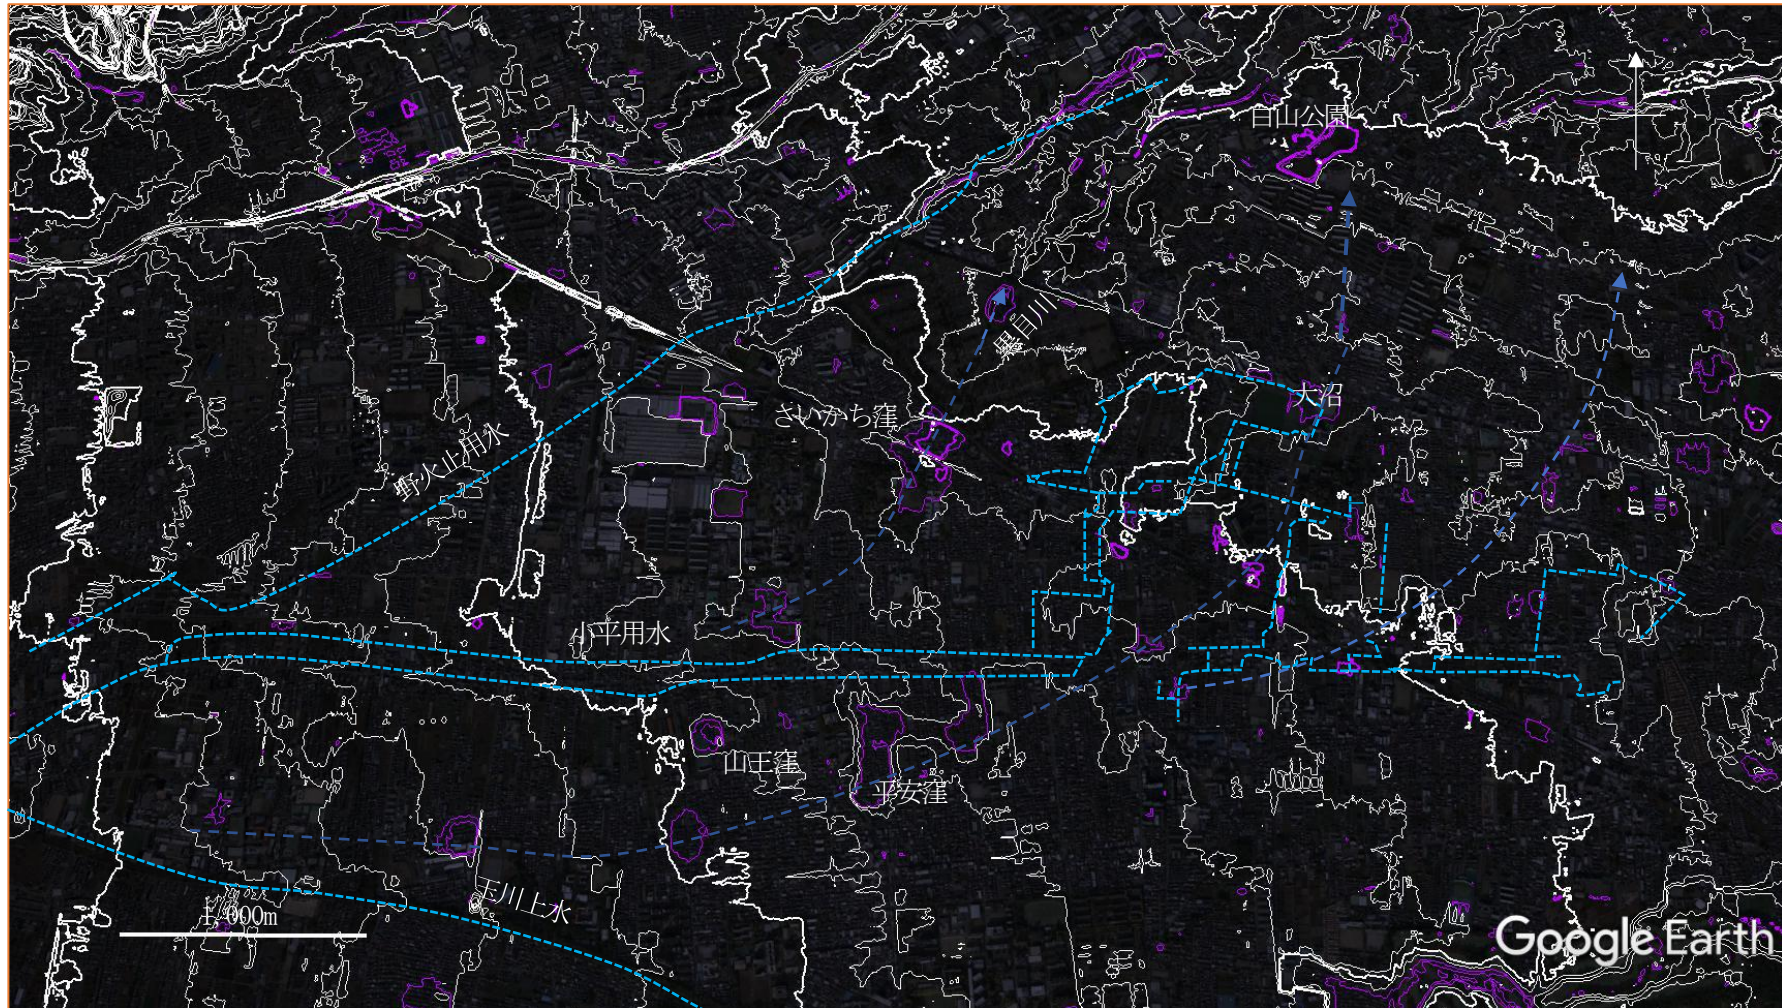 白山公園
黒目川
大沼
さいかち窪
野火止用水
小平用水
山王窪
平安窪
玉川上水
1,000m
Google Earth